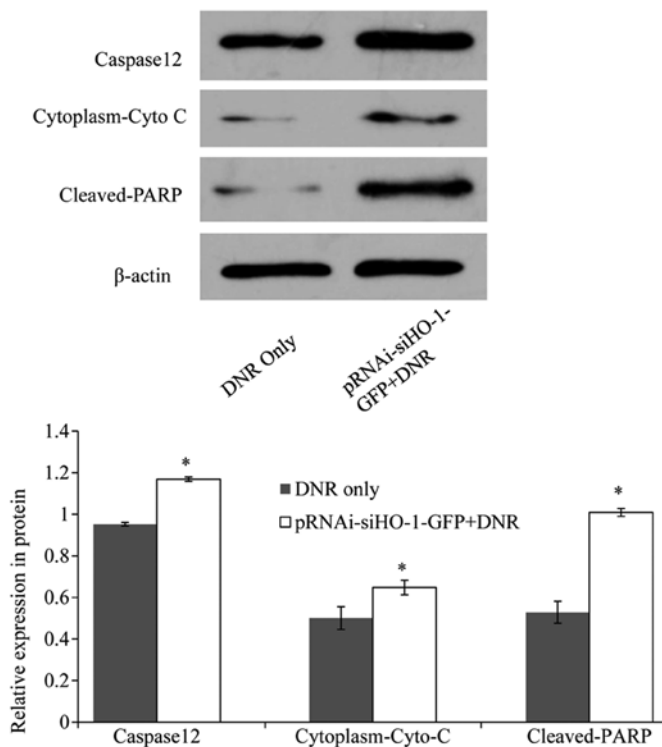 Caspase12
Cytoplasm-Cyto C
Cleaved-PARP
β-actin
DNR Only
pRNAi-siHO-1-
GFP+DNR
Relative expression in protein
1.4
1.2
1
0.8
0.6
0.4
0.2
0
*
*
*
DNR only
pRNAi-siHO-1-GFP+DNR
Caspase12
Cytoplasm-Cyto-C
Cleaved-PARP